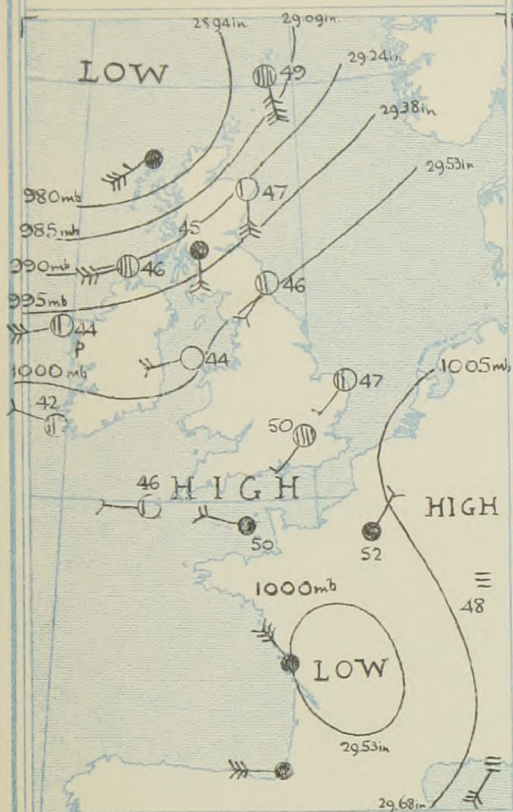 28.94in
29.09in.
LOW
49
29.24in
29.38in
29.53in
980mb
47
985mb
45
990mb
46
46
995mb
44
P
44
1000mb
1005mb
47
42
50
46
HIGH
HIGH
50
52
1000mb
48
LOW
29.53in
29.68in